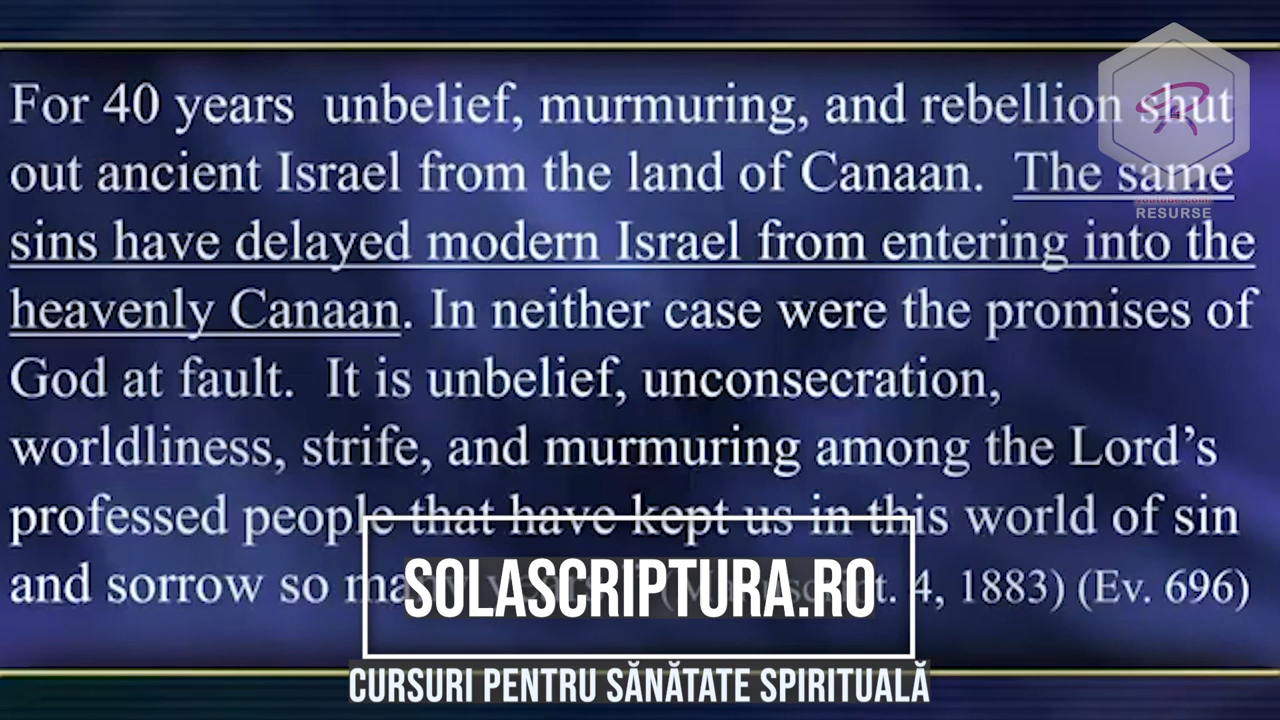 For 40 years unbelief, murmuring, and rebellion shut
out ancient Israel from the land of Canaan. The same
sins have delayed modern Israel from entering into the
heavenly Canaan. In neither case were the promises of
God at fault. It is unbelief, unconsecration,
worldliness, strife, and murmuring among the Lord's
professed people that have kept us in this world of sin
and sorrow so many years." (Manuscript. 4, 1883) (Ev. 696)
RESURSE
SOLASCRIPTURA.RO
CURSURI PENTRU SĂNĂTATE SPIRITUALĂ